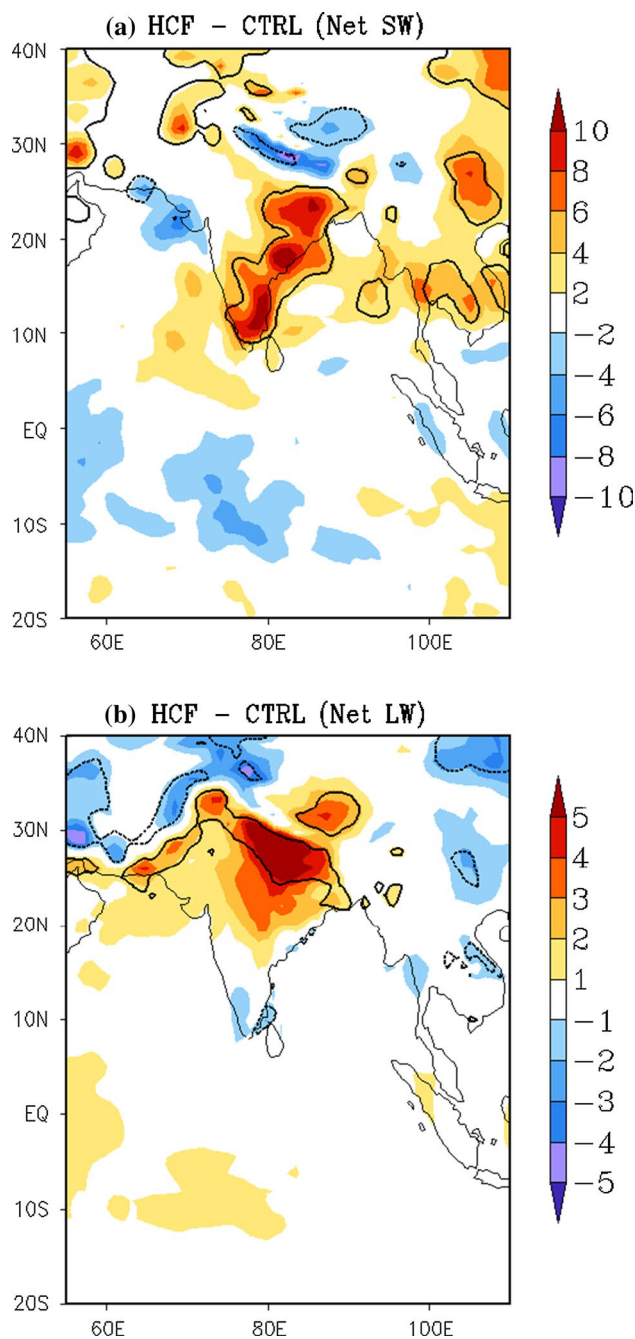 (a) HCF – CTRL (Net SW)
40N
30N
20N
10N
EQ
10S
20S
60E 80E 100E
10
8
6
4
2
−2
−4
−6
−8
−10
(b) HCF – CTRL (Net LW)
40N
30N
20N
10N
EQ
10S
20S
60E 80E 100E
5
4
3
2
1
−1
−2
−3
−4
−5